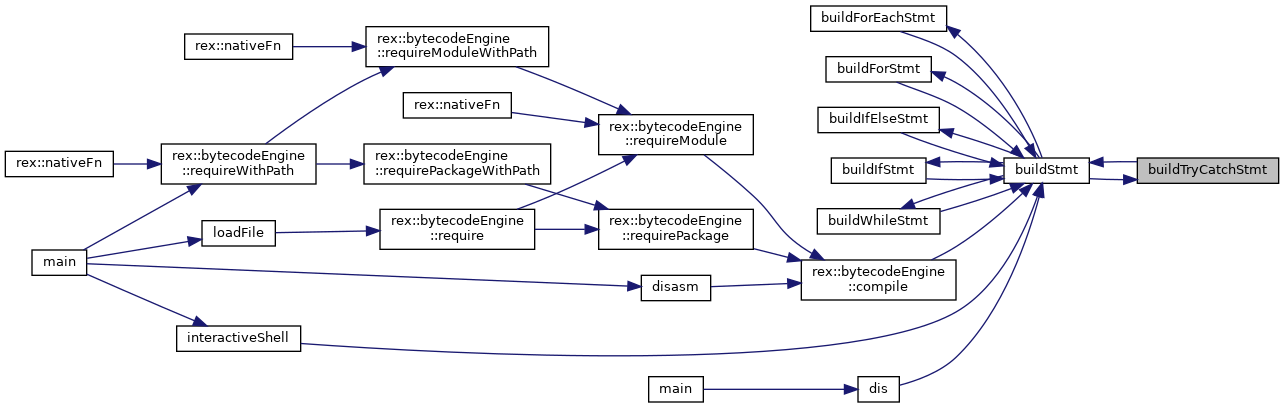 buildForEachStmt
rex::nativeFn
rex::bytecodeEngine
::requireModuleWithPath
buildForStmt
rex::nativeFn
buildIfElseStmt
rex::bytecodeEngine
::requireModule
rex::nativeFn
rex::bytecodeEngine
::requireWithPath
rex::bytecodeEngine
::requirePackageWithPath
buildIfStmt
buildStmt
buildTryCatchStmt
loadFile
rex::bytecodeEngine
::require
rex::bytecodeEngine
::requirePackage
buildWhileStmt
main
disasm
rex::bytecodeEngine
::compile
interactiveShell
main
dis